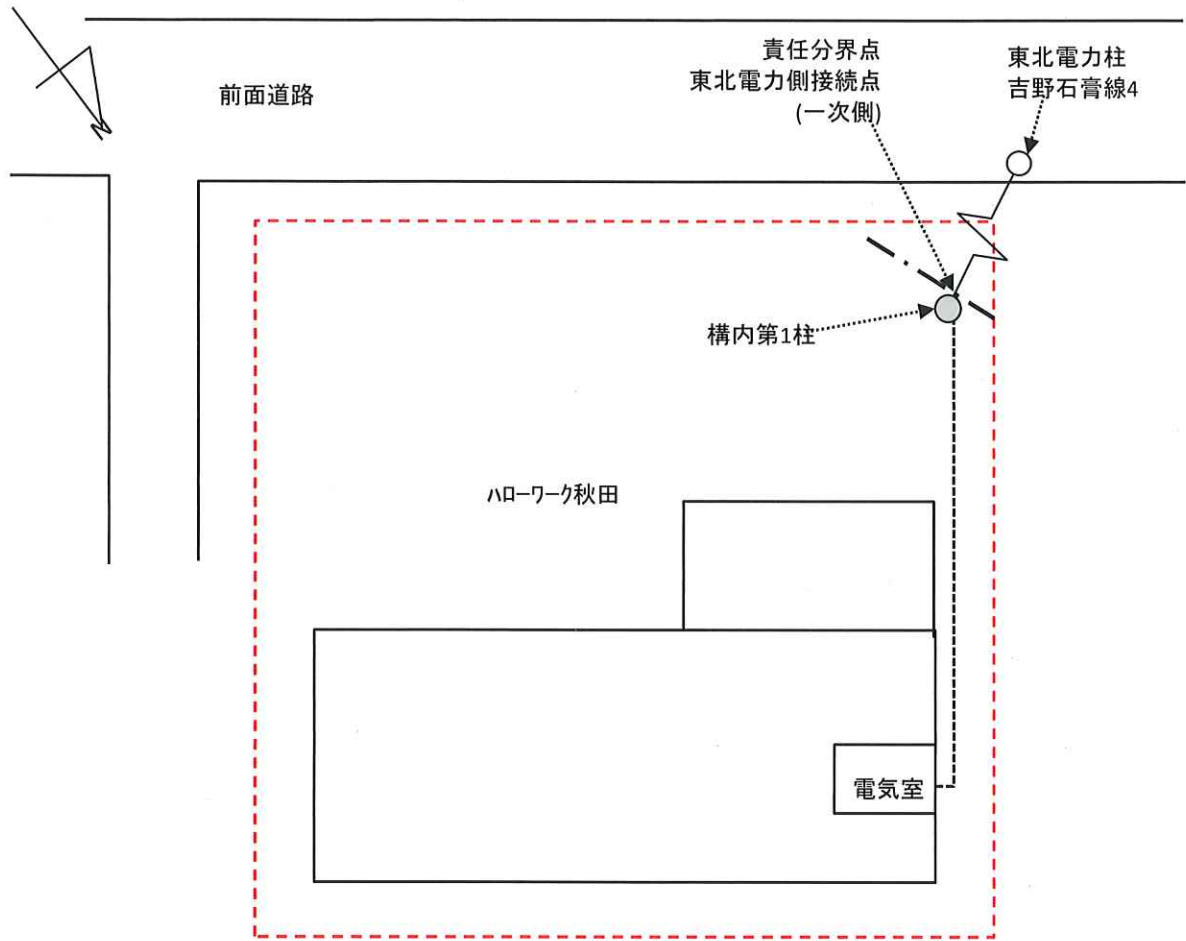 責任分界点
東北電力側接続点
(一次側)
東北電力柱
吉野石膏線4
前面道路
構内第1柱
ﾊﾛｰﾜｰｸ秋田
電気室